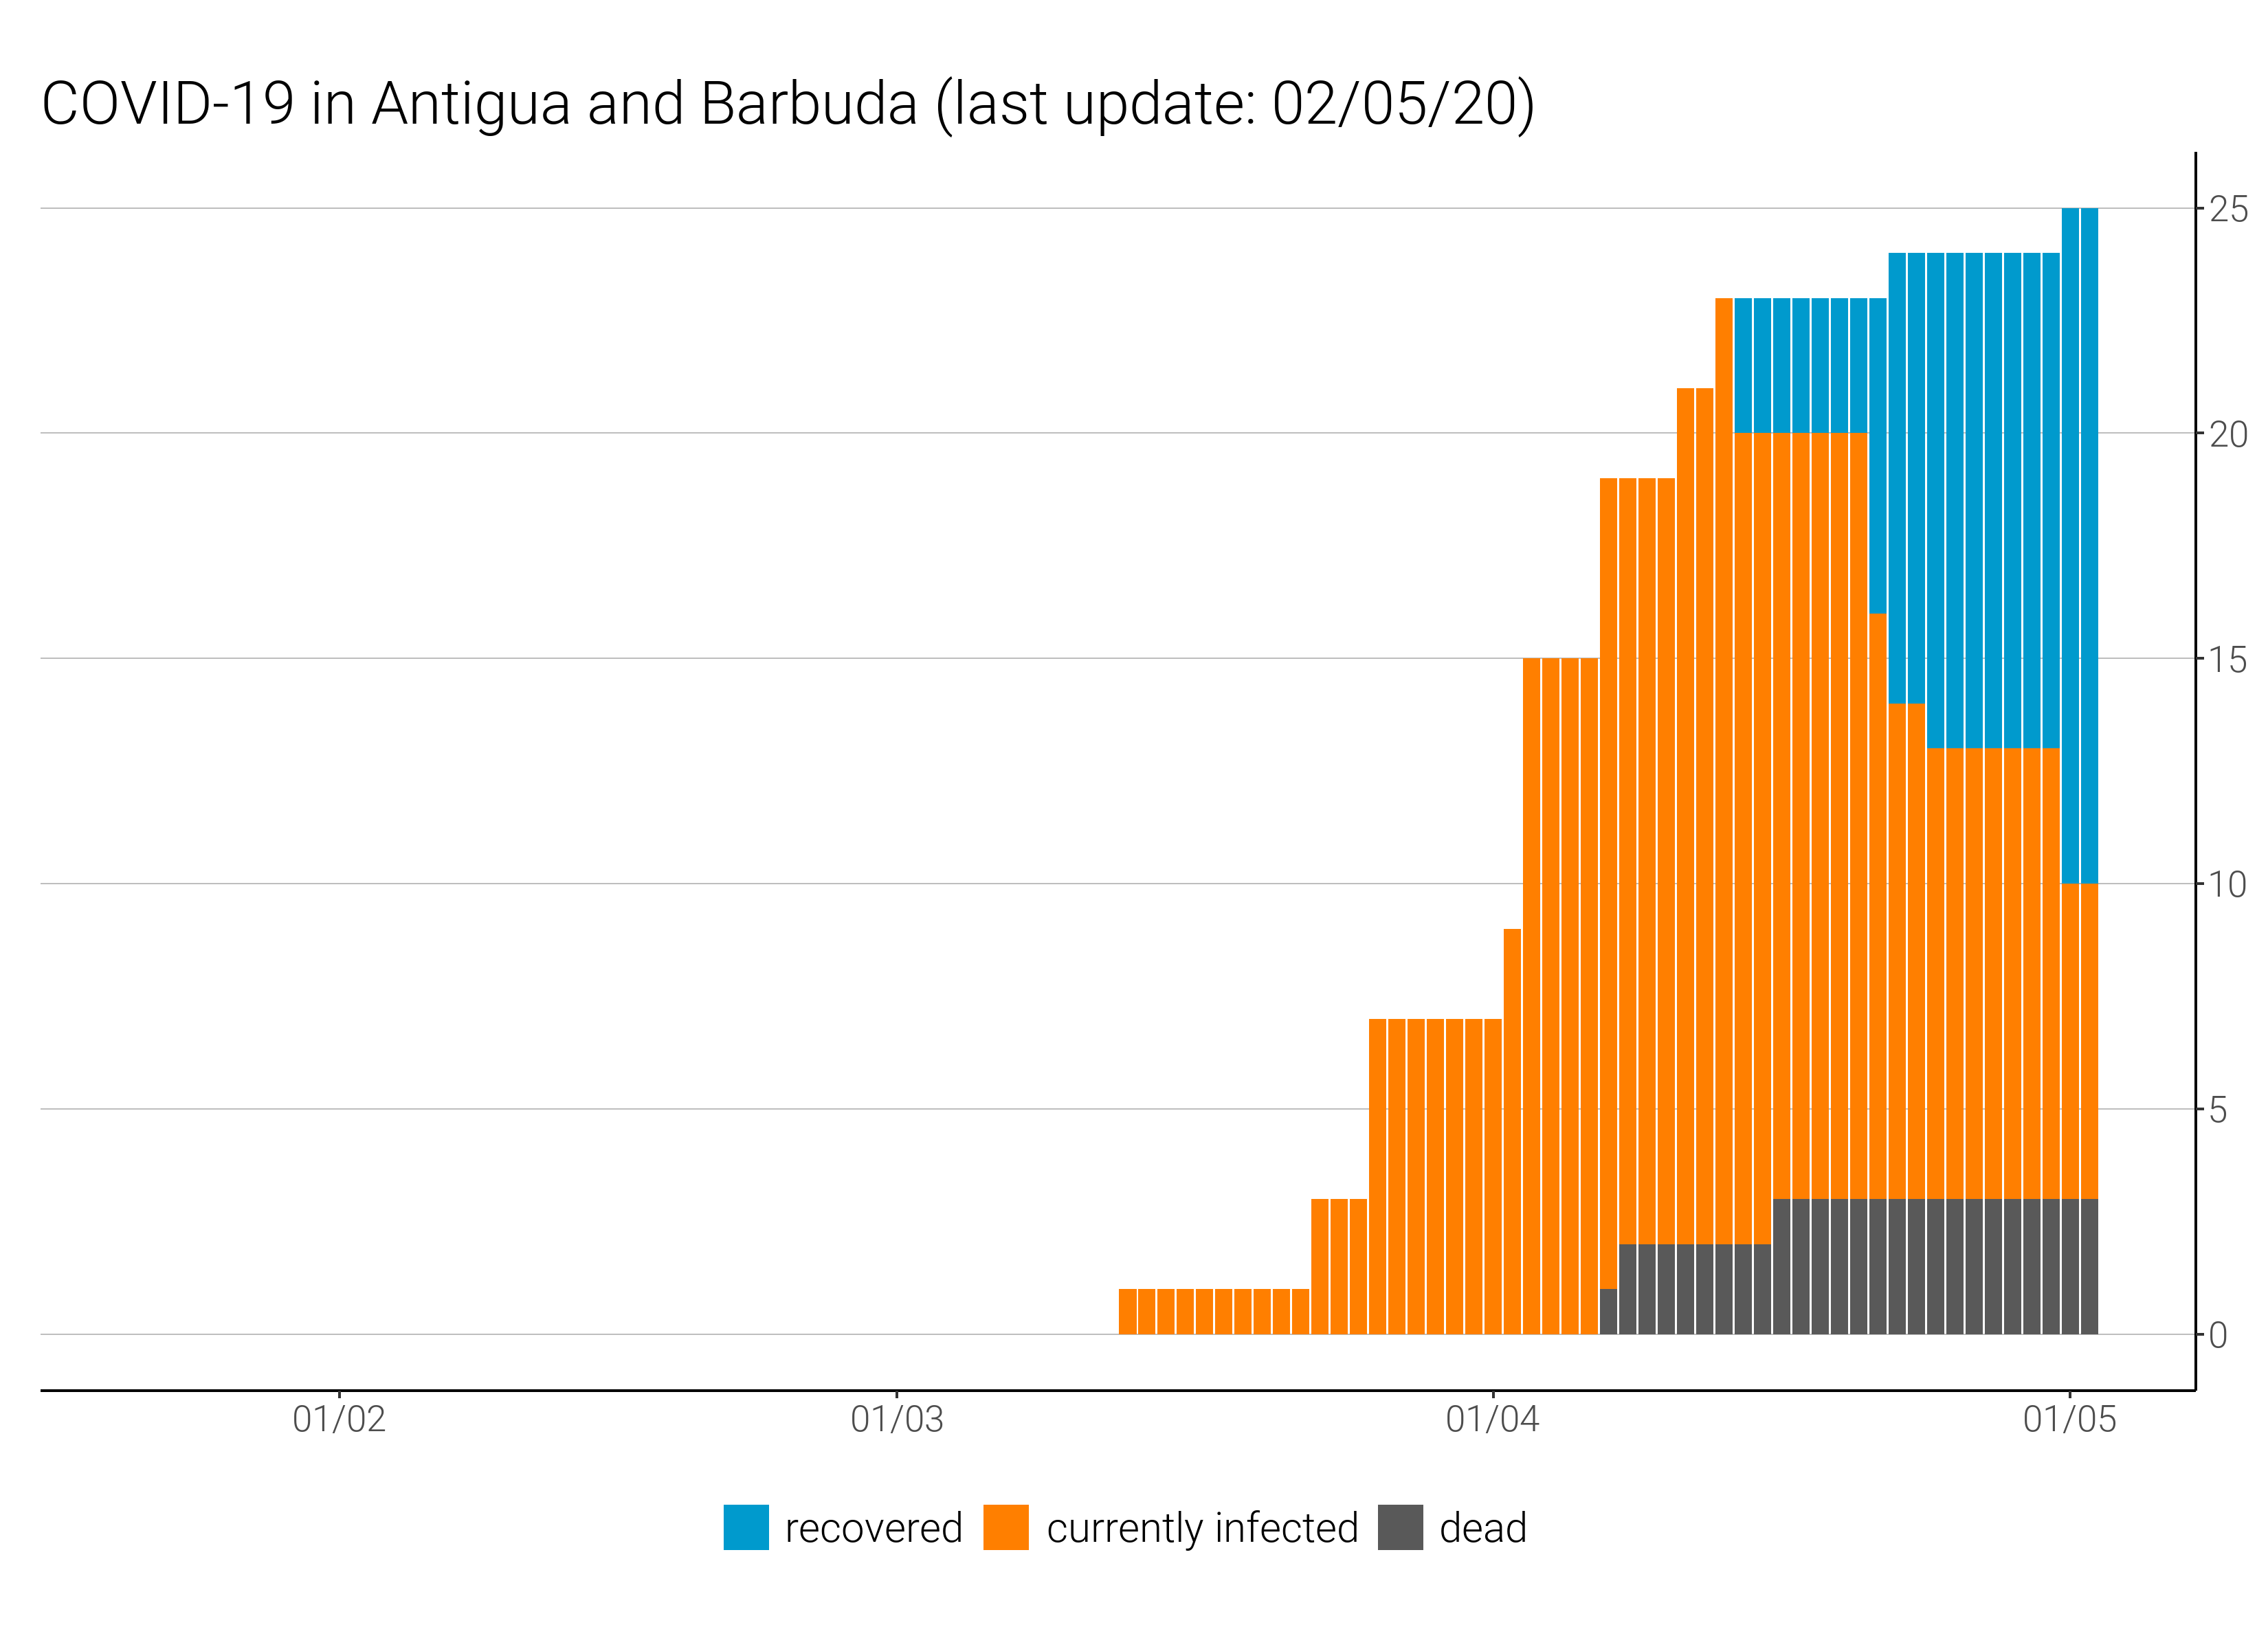 COVID-19 in Antigua and Barbuda (last update: 02/05/20)
25
20
15
10
5
0
01/02 01/03 01/04 01/05
recovered currently infected dead